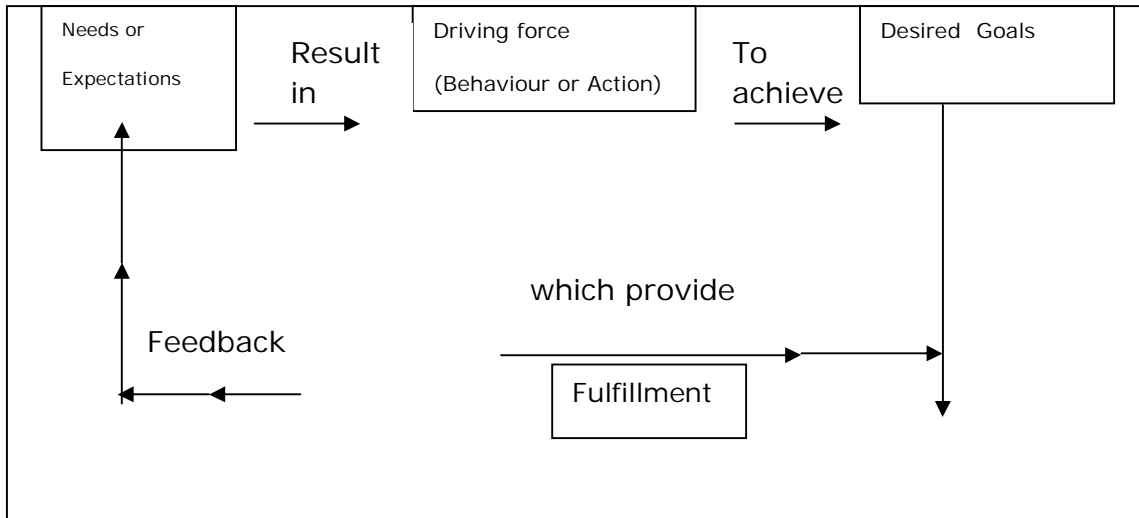 Needs or
Expectations
Result
in
Driving force
(Behaviour or Action)
To
achieve
Desired Goals
which provide
Feedback
Fulfillment